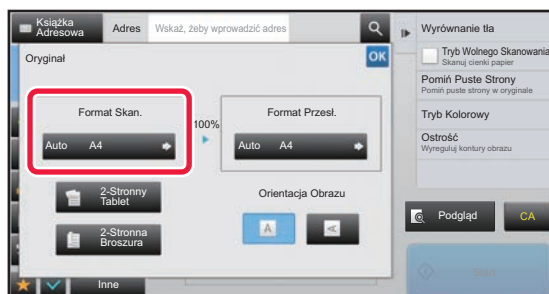 Książka
Adresowa
Adres
Wskaż, żeby wprowadzić adres
Oryginał
OK
Format Skan.
Auto A4
100%
Format Przesł.
Auto A4
2-Stronny
Tablet
2-Stronna
Broszura
Orientacja Obrazu
A
A
Inne
Wyrównanie tła
Tryb Wolnego Skanowania
Skanuj cienki papier
Pomiń Puste Strony
Pomiń puste strony w oryginale
Tryb Kolorowy
Ostrość
Wyreguluj kontury obrazu
Podgląd
CA
Start